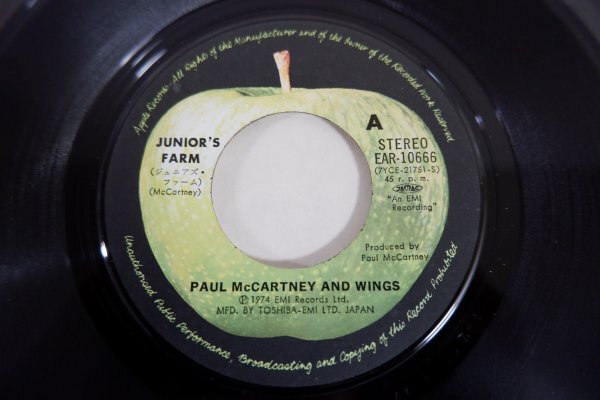 Apple Records · All Rights of the Manufacturer and of the Owner of the Recorded Work Reserved
JUNIOR'S
FARM
(ジュニアズ・
ファーム)
(McCartney)
A
STEREO
EAR-10666
(7YCE-21751-S)
45 r. p. m.
"An EMI
Recording"
Produced by
Paul McCartney
PAUL McCARTNEY AND WINGS
Ⓟ 1974 EMI Records Ltd.
MFD. BY TOSHIBA-EMI LTD. JAPAN
Unauthorised Public Performance, Broadcasting and Copying of this Record Prohibited